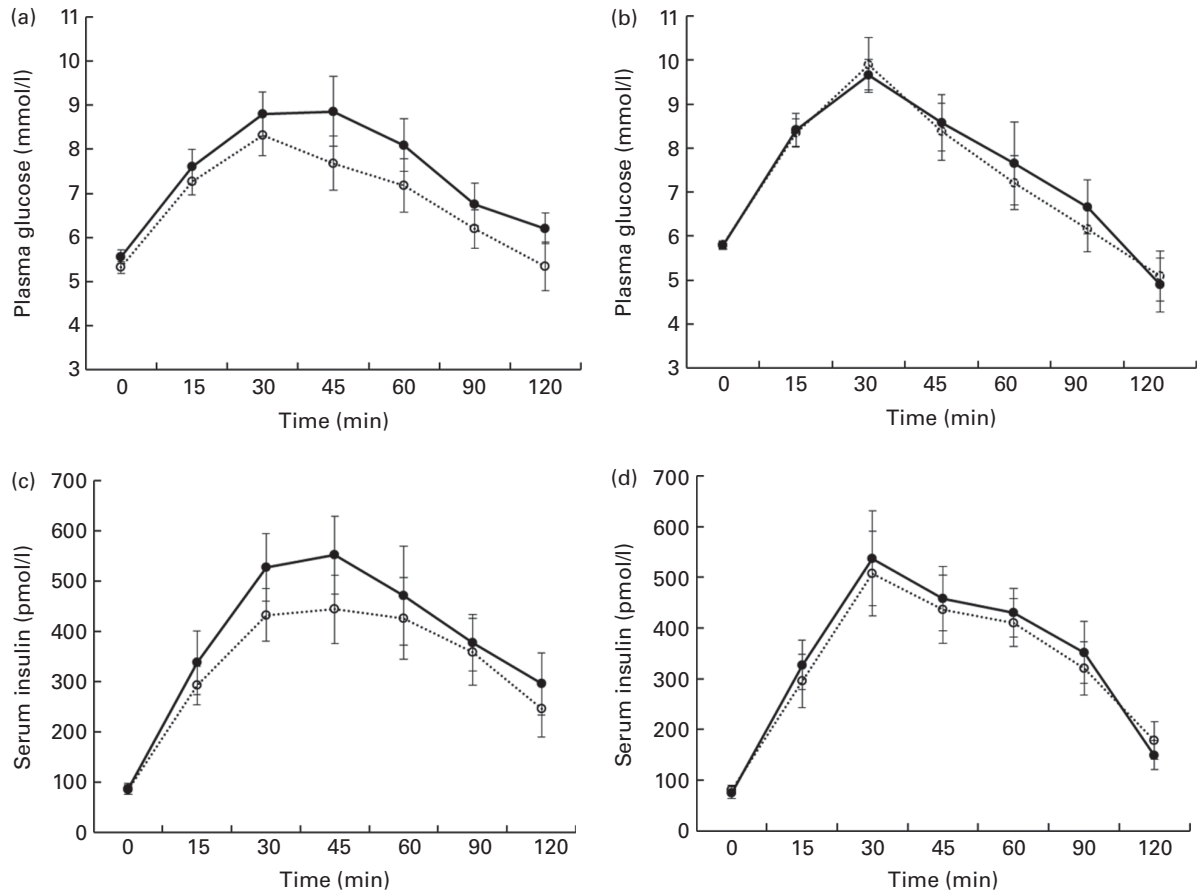 (a)
11
10
9
8
7
6
5
4
3
Plasma glucose (mmol/l)
0 15 30 45 60 90 120
Time (min)
(b)
11
10
9
8
7
6
5
4
3
Plasma glucose (mmol/l)
0 15 30 45 60 90 120
Time (min)
(c)
700
600
500
400
300
200
100
0
Serum insulin (pmol/l)
0 15 30 45 60 90 120
Time (min)
(d)
700
600
500
400
300
200
100
0
Serum insulin (pmol/l)
0 15 30 45 60 90 120
Time (min)